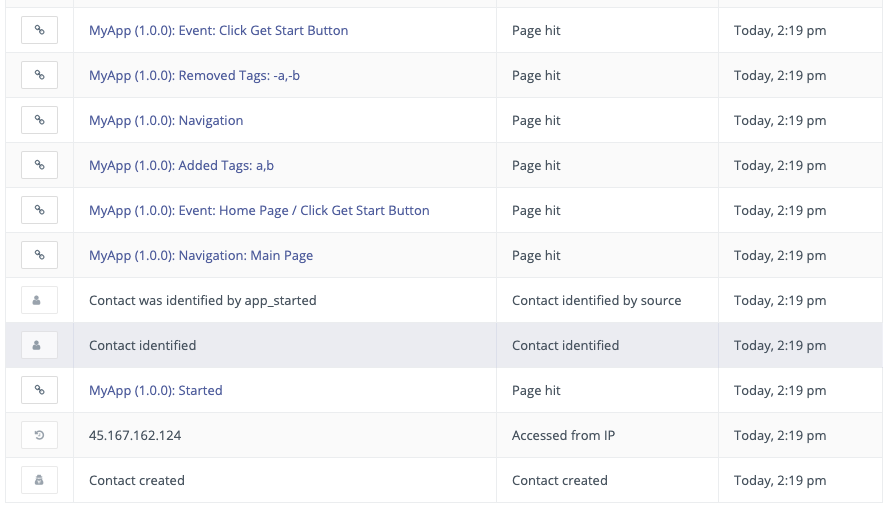 MyApp (1.0.0): Event: Click Get Start Button Page hit Today, 2:19 pm
MyApp (1.0.0): Removed Tags: -a,-b Page hit Today, 2:19 pm
MyApp (1.0.0): Navigation Page hit Today, 2:19 pm
MyApp (1.0.0): Added Tags: a,b Page hit Today, 2:19 pm
MyApp (1.0.0): Event: Home Page / Click Get Start Button Page hit Today, 2:19 pm
MyApp (1.0.0): Navigation: Main Page Page hit Today, 2:19 pm
Contact was identified by app_started Contact identified by source Today, 2:19 pm
Contact identified Contact identified Today, 2:19 pm
MyApp (1.0.0): Started Page hit Today, 2:19 pm
45.167.162.124 Accessed from IP Today, 2:19 pm
Contact created Contact created Today, 2:19 pm